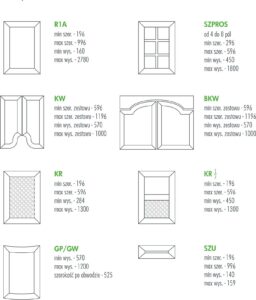 R1A
min szer. - 196
max szer. - 996
min wys. - 160
max wys. - 2780
SZPROS
od 4 do 8 pól
min szer. - 296
max szer. - 596
min wys. - 450
max wys. - 1800
KW
min szer. zestawu - 596
max szer. zestawu - 1196
min wys. zestawu - 570
max wys. - 1000
BKW
min szer. zestawu - 596
max szer. zestawu - 1196
min wys. zestawu - 570
max wys. - 1000
KR
min szer. - 196
max szer. - 596
min wys. - 284
max wys. - 1300
KR ½
min szer. - 196
max szer. - 596
min wys. - 450
max wys. - 1300
GP/GW
min wys. - 570
max wys. - 1200
szerokość po obwodzie - 525
SZU
min szer. - 196
max szer. - 996
min wys. - 140
max wys. - 159